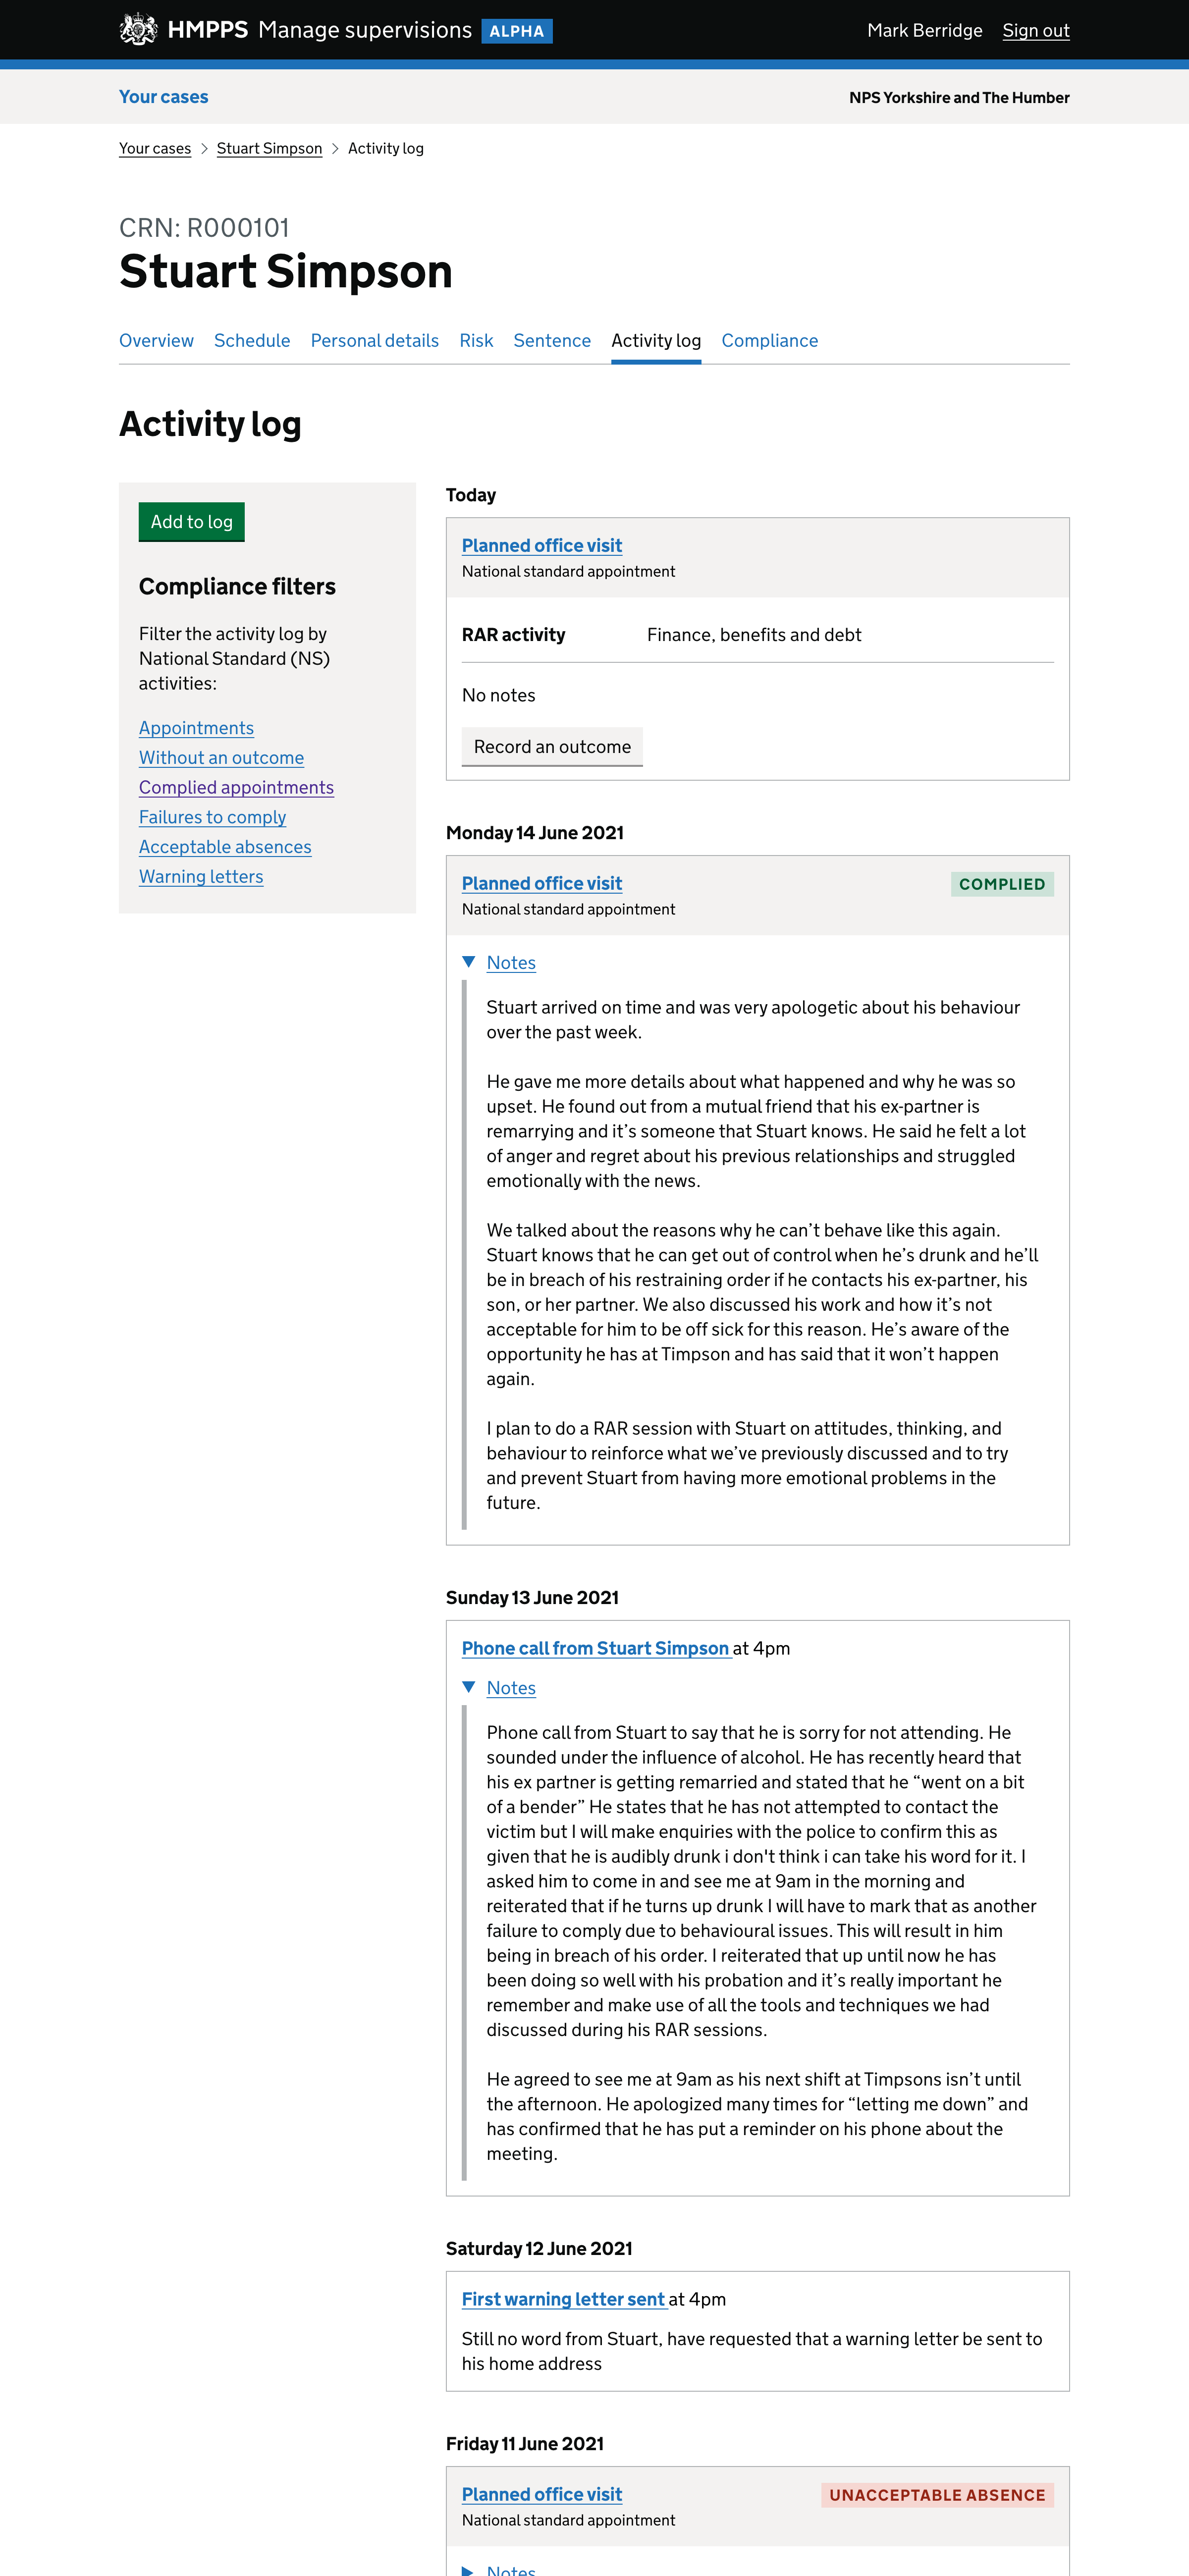 HMPPS Manage supervisions ALPHA
Mark Berridge Sign out
Your cases
NPS Yorkshire and The Humber
Your cases > Stuart Simpson > Activity log
CRN: R000101
Stuart Simpson
Overview Schedule Personal details Risk Sentence Activity log Compliance
Activity log
Add to log
Compliance filters
Filter the activity log by
National Standard (NS)
activities:
Appointments
Without an outcome
Complied appointments
Failures to comply
Acceptable absences
Warning letters
Today
Planned office visit
National standard appointment
RAR activity Finance, benefits and debt
No notes
Record an outcome
Monday 14 June 2021
Planned office visit
COMPLIED
National standard appointment
Notes
Stuart arrived on time and was very apologetic about his behaviour
over the past week.
He gave me more details about what happened and why he was so
upset. He found out from a mutual friend that his ex-partner is
remarrying and it’s someone that Stuart knows. He said he felt a lot
of anger and regret about his previous relationships and struggled
emotionally with the news.
We talked about the reasons why he can’t behave like this again.
Stuart knows that he can get out of control when he’s drunk and he’ll
be in breach of his restraining order if he contacts his ex-partner, his
son, or her partner. We also discussed his work and how it’s not
acceptable for him to be off sick for this reason. He’s aware of the
opportunity he has at Timpson and has said that it won’t happen
again.
I plan to do a RAR session with Stuart on attitudes, thinking, and
behaviour to reinforce what we’ve previously discussed and to try
and prevent Stuart from having more emotional problems in the
future.
Sunday 13 June 2021
Phone call from Stuart Simpson at 4pm
Notes
Phone call from Stuart to say that he is sorry for not attending. He
sounded under the influence of alcohol. He has recently heard that
his ex partner is getting remarried and stated that he “went on a bit
of a bender” He states that he has not attempted to contact the
victim but I will make enquiries with the police to confirm this as
given that he is audibly drunk i don't think i can take his word for it. I
asked him to come in and see me at 9am in the morning and
reiterated that if he turns up drunk I will have to mark that as another
failure to comply due to behavioural issues. This will result in him
being in breach of his order. I reiterated that up until now he has
been doing so well with his probation and it’s really important he
remember and make use of all the tools and techniques we had
discussed during his RAR sessions.
He agreed to see me at 9am as his next shift at Timpsons isn’t until
the afternoon. He apologized many times for “letting me down” and
has confirmed that he has put a reminder on his phone about the
meeting.
Saturday 12 June 2021
First warning letter sent at 4pm
Still no word from Stuart, have requested that a warning letter be sent to
his home address
Friday 11 June 2021
Planned office visit
UNACCEPTABLE ABSENCE
National standard appointment
Notes